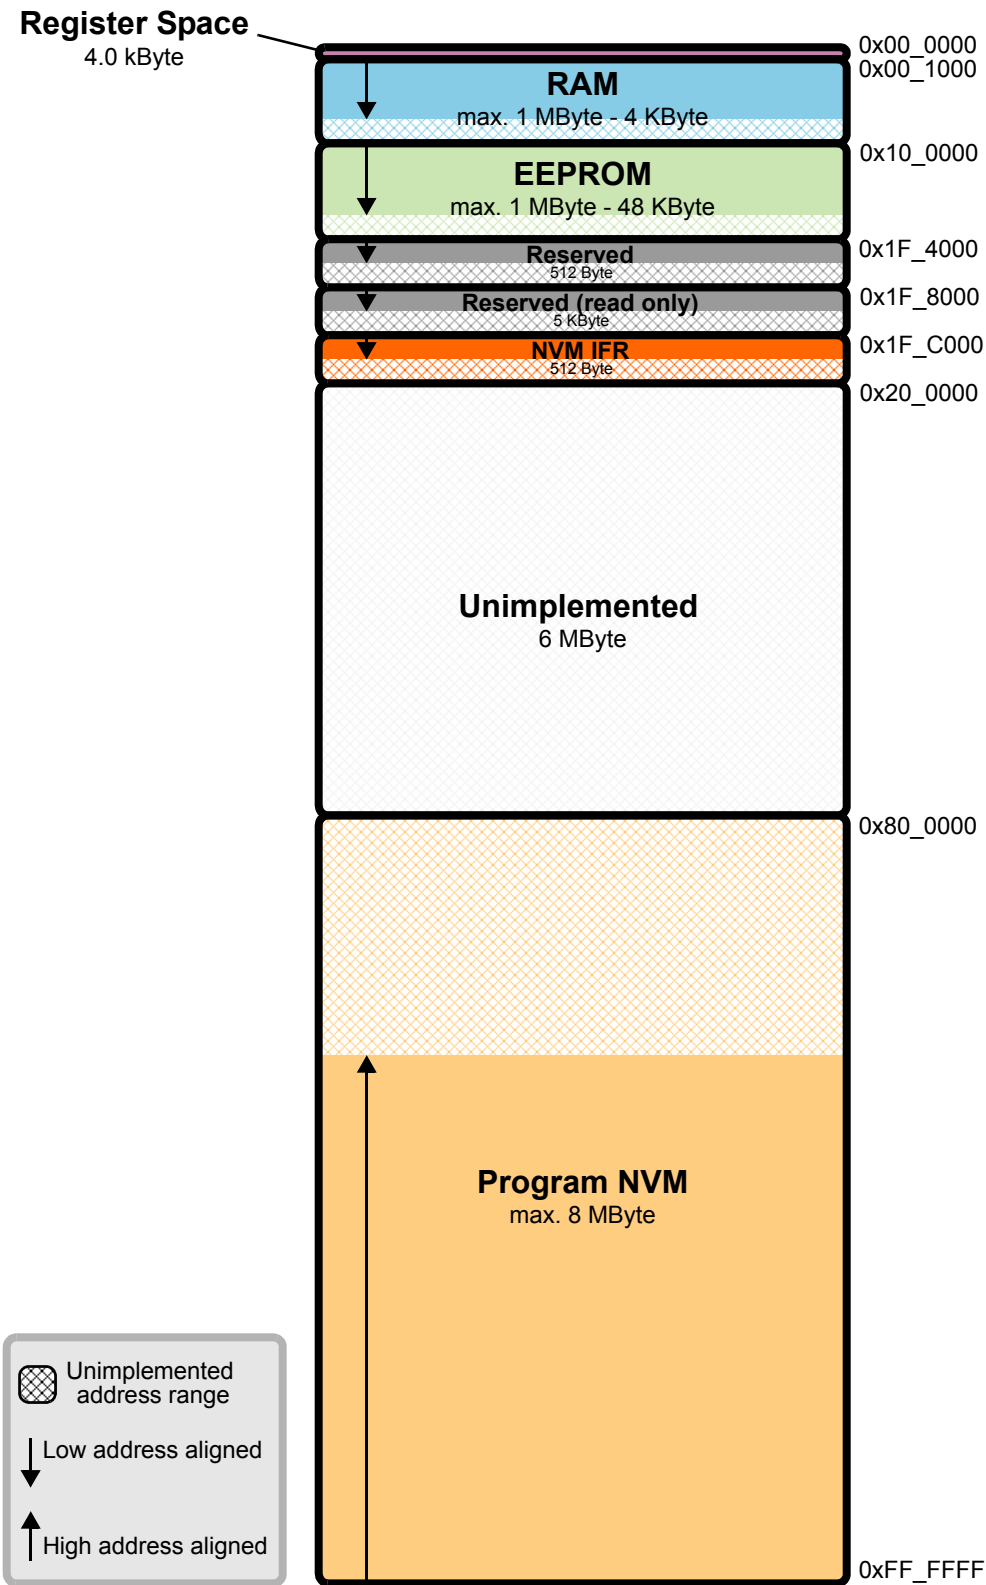 Register Space
4.0 kByte
0x00_0000
0x00_1000
RAM
max. 1 MByte - 4 KByte
0x10_0000
EEPROM
max. 1 MByte - 48 KByte
0x1F_4000
Reserved
512 Byte
0x1F_8000
Reserved (read only)
5 KByte
0x1F_C000
NVM IFR
512 Byte
0x20_0000
Unimplemented
6 MByte
0x80_0000
Program NVM
max. 8 MByte
0xFF_FFFF
Unimplemented
address range
Low address aligned
High address aligned